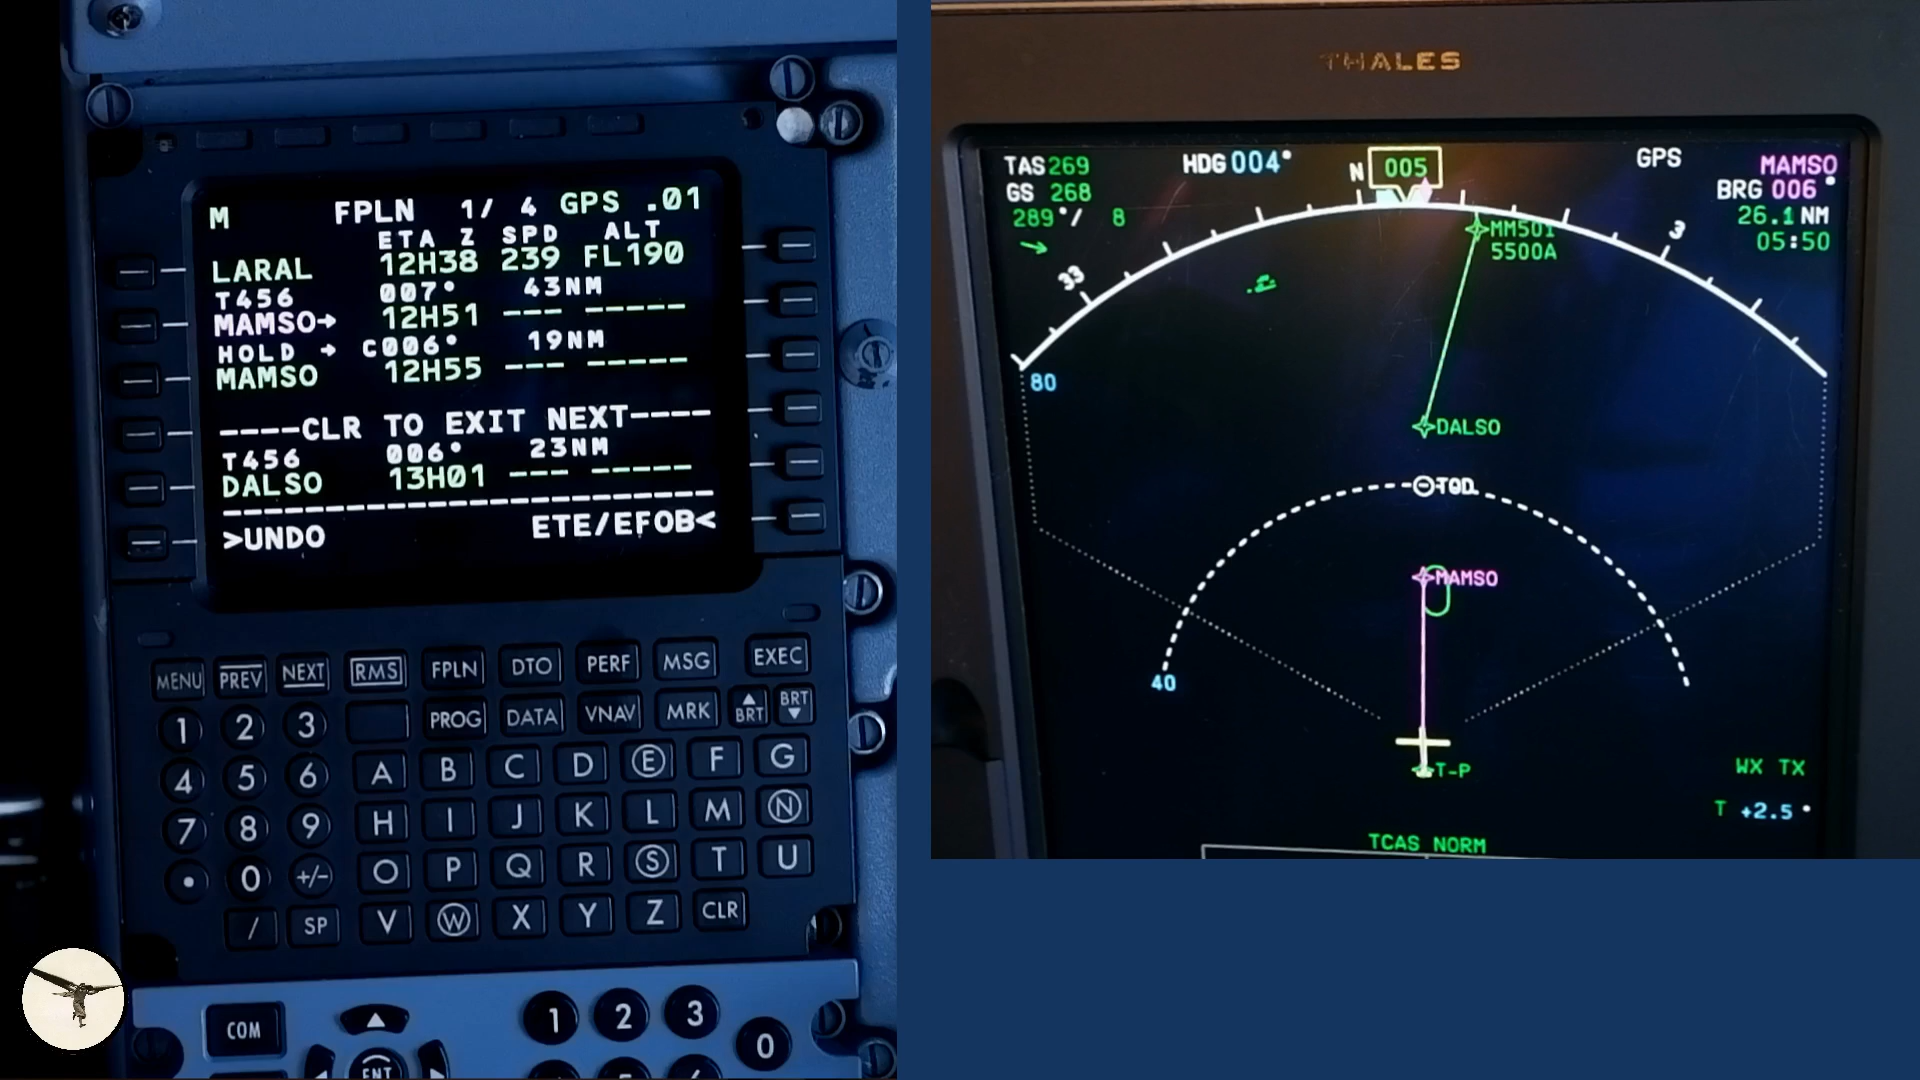 M FPLN 1/ 4 GPS .01
ETA Z SPD ALT
LARAL 12H38 239 FL190
T456 007° 43NM
MAMSO→ 12H51 --- -----
HOLD → C006° 19NM
MAMSO 12H55 --- -----
----CLR TO EXIT NEXT----
T456 006° 23NM
DALSO 13H01 --- -----
------------------------
>UNDO ETE/EFOB<
MENU PREV NEXT RMS FPLN DTO PERF MSG EXEC
1 2 3 PROG DATA VNAV MRK ▲ BRT BRT ▼
4 5 6 A B C D E F G
7 8 9 H I J K L M N
• 0 +/- O P Q R S T U
/ SP V W X Y Z CLR
COM ▲ 1 2 3 0
ENT
THALES
TAS 269 HDG 004° N 005 GPS MAMSO
GS 268 BRG 006°
289°/ 8 26.1 NM
05:50
MM501
5500A
33 3
80
DALSO
TOD
MAMSO
40
T-P
WX TX
T +2.5°
TCAS NORM